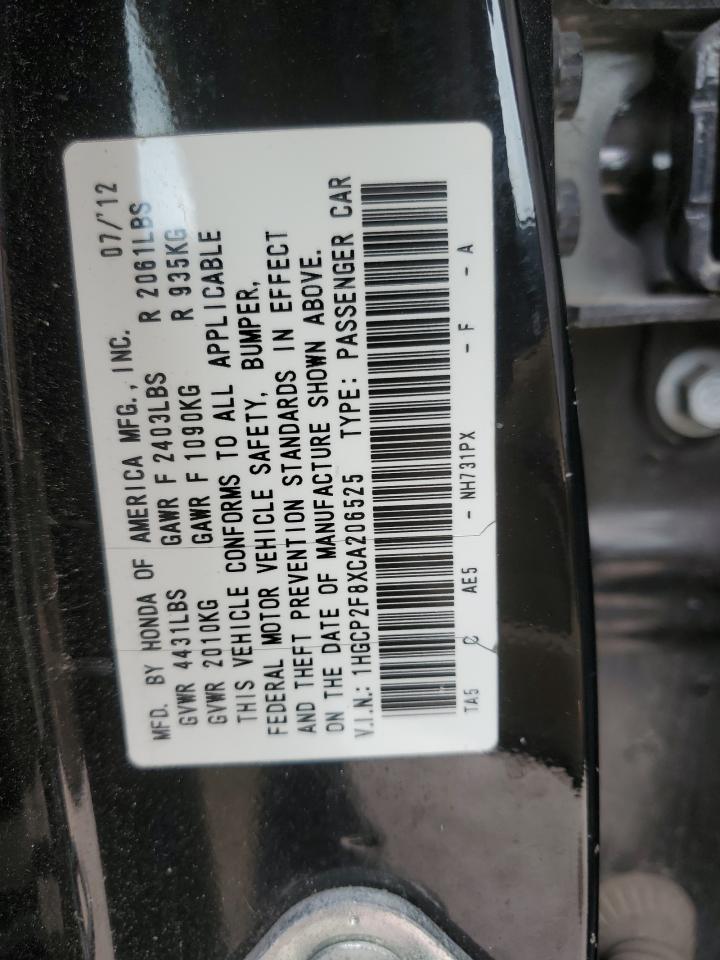 MFD. BY HONDA OF AMERICA MFG., INC. 07/'12
GVWR 4431LBS GAWR F 2403LBS R 2061LBS
GVWR 2010KG GAWR F 1090KG R 935KG
THIS VEHICLE CONFORMS TO ALL APPLICABLE
FEDERAL MOTOR VEHICLE SAFETY, BUMPER,
AND THEFT PREVENTION STANDARDS IN EFFECT
ON THE DATE OF MANUFACTURE SHOWN ABOVE.
V.I.N.: 1HGCP2F8XCA206525 TYPE: PASSENGER CAR
TA5 C AE5 - NH731PX - F - A